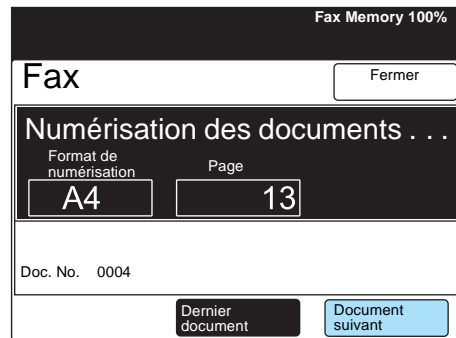 Fax Memory 100%
Fax
Fermer
Numérisation des documents . . .
Format de
numérisation
Page
A4
13
Doc. No. 0004
Dernier
document
Document
suivant